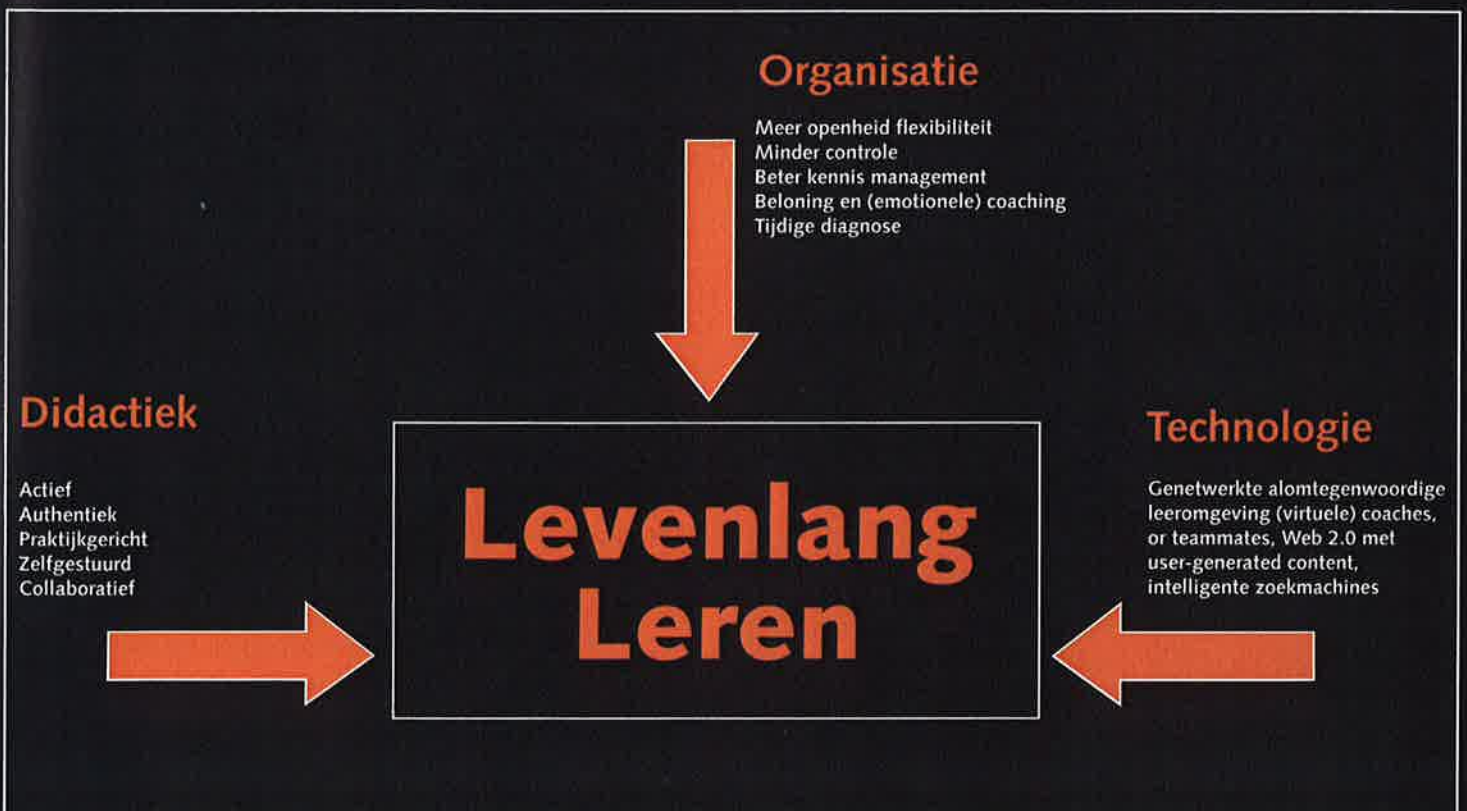 Organisatie
Meer openheid flexibiliteit
Minder controle
Beter kennis management
Beloning en (emotionele) coaching
Tijdige diagnose
Didactiek
Actief
Authentiek
Praktijkgericht
Zelfgestuurd
Collaboratief
Levenlang
Leren
Technologie
Genetwerkte alomtegenwoordige
leeromgeving (virtuele) coaches,
or teammates, Web 2.0 met
user-generated content,
intelligente zoekmachines